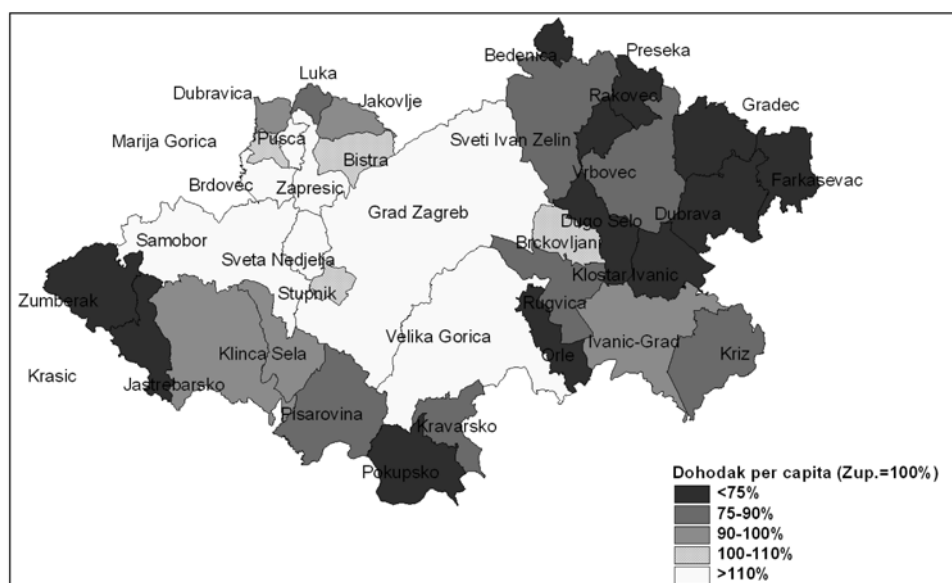 Bedenica
Preseka
Luka
Dubravica
Jakovlje
Rakovec
Gradec
Marija Gorica
Pusca
Bistra
Sveti Ivan Zelin
Vrbovec
Farkasevac
Brdovec
Zapresic
Grad Zagreb
Dugo Selo
Dubrava
Samobor
Brckovljani
Sveta Nedjelja
Klostar Ivanic
Zumberak
Stupnik
Rugvica
Velika Gorica
Ivanic-Grad
Klinca Sela
Orle
Kriz
Krasic
Jastrebarsko
Pisarovina
Kravarsko
Pokupsko
Dohodak per capita (Zup.=100%)
<75%
75-90%
90-100%
100-110%
>110%